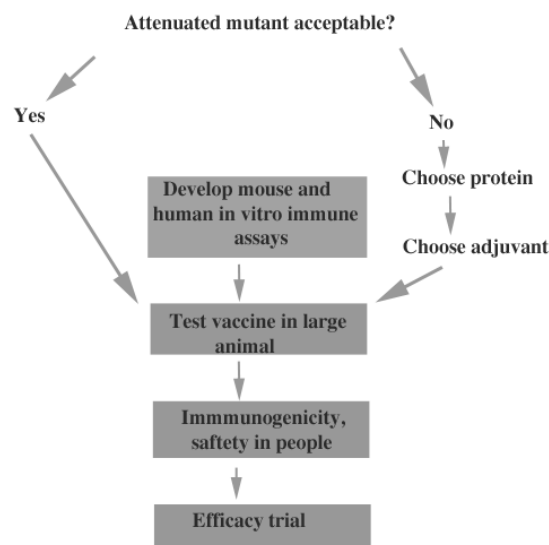 Attenuated mutant acceptable?
Yes
No
Choose protein
Choose adjuvant
Develop mouse and
human in vitro immune
assays
Test vaccine in large
animal
Immmunogenicity,
saftety in people
Efficacy trial